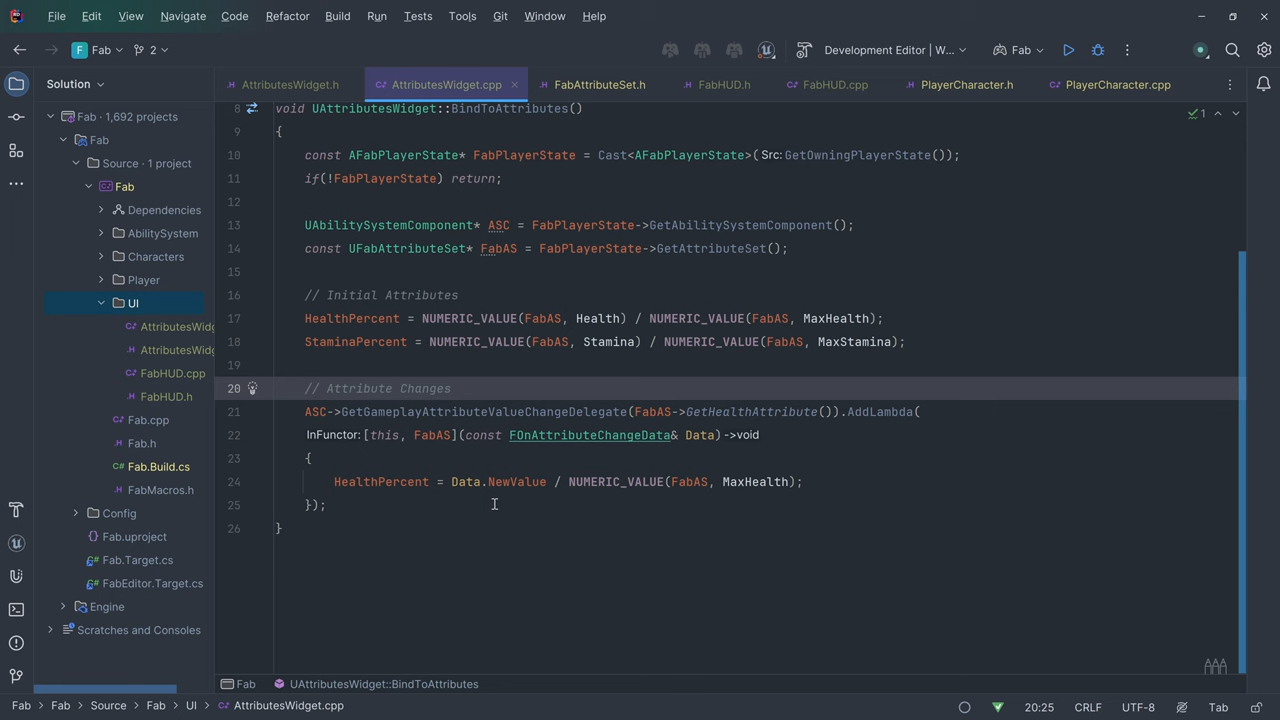 File Edit View Navigate Code Refactor Build Run Tests Tools Git Window Help
Fab 2 Development Editor | W... Fab
Solution AttributesWidget.h AttributesWidget.cpp FabAttributeSet.h FabHUD.h FabHUD.cpp PlayerCharacter.h PlayerCharacter.cpp
Fab · 1,692 projects
Fab
Source · 1 project
Fab
Dependencies
AbilitySystem
Characters
Player
UI
AttributesWidg
AttributesWidg
FabHUD.cpp
FabHUD.h
Fab.cpp
Fab.h
Fab.Build.cs
FabMacros.h
Config
Fab.uproject
Fab.Target.cs
FabEditor.Target.cs
Engine
Scratches and Consoles
1
8 void UAttributesWidget::BindToAttributes()
9 {
10 const AFabPlayerState* FabPlayerState = Cast<AFabPlayerState>( Src: GetOwningPlayerState());
11 if(!FabPlayerState) return;
12
13 UAbilitySystemComponent* ASC = FabPlayerState->GetAbilitySystemComponent();
14 const UFabAttributeSet* FabAS = FabPlayerState->GetAttributeSet();
15
16 // Initial Attributes
17 HealthPercent = NUMERIC_VALUE(FabAS, Health) / NUMERIC_VALUE(FabAS, MaxHealth);
18 StaminaPercent = NUMERIC_VALUE(FabAS, Stamina) / NUMERIC_VALUE(FabAS, MaxStamina);
19
20 // Attribute Changes
21 ASC->GetGameplayAttributeValueChangeDelegate(FabAS->GetHealthAttribute()).AddLambda(
22 InFunctor: [this, FabAS](const FOnAttributeChangeData& Data)->void
23 {
24 HealthPercent = Data.NewValue / NUMERIC_VALUE(FabAS, MaxHealth);
25 });
26 }
Fab UAttributesWidget::BindToAttributes
Fab Fab Source Fab UI AttributesWidget.cpp 20:25 CRLF UTF-8 Tab